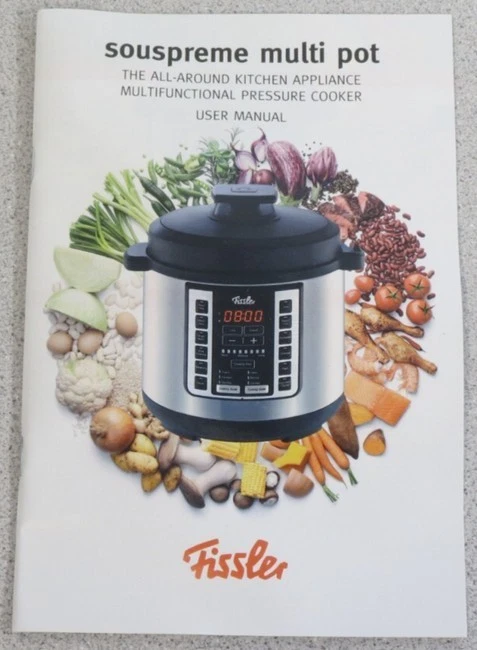 souspreme multi pot
THE ALL-AROUND KITCHEN APPLIANCE
MULTIFUNCTIONAL PRESSURE COOKER
USER MANUAL
Fissler
08:00
Fissler